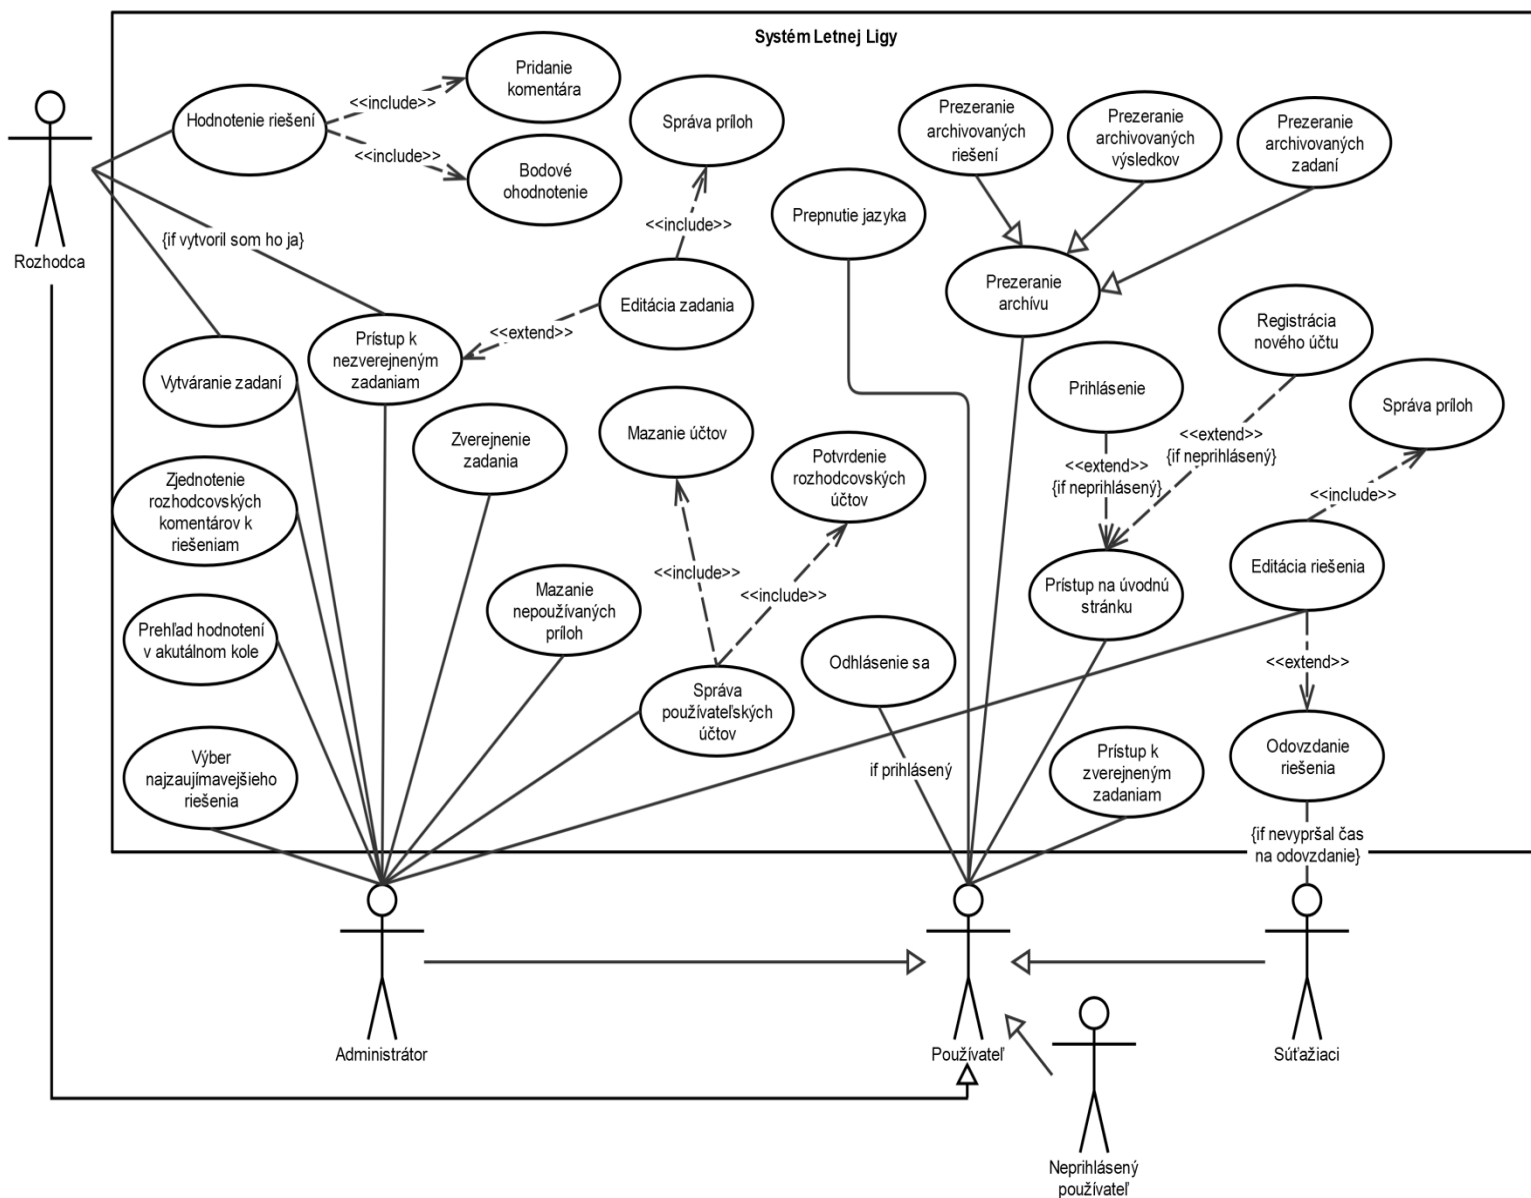 Systém Letnej Ligy
Pridanie
komentára
<<include>>
Hodnotenie riešení
<<include>>
Bodové
ohodnotenie
Správa príloh
<<include>>
Prezeranie
archivovaných
riešení
Prezeranie
archivovaných
výsledkov
Prezeranie
archivovaných
zadaní
Prepnutie jazyka
Rozhodca
{if vytvoril som ho ja}
Prezeranie
archívu
Editácia zadania
<<extend>>
Prístup k
nezverejneným
zadaniam
Vytváranie zadaní
Registrácia
nového účtu
Prihlásenie
Správa príloh
<<extend>>
{if neprihlásený}
<<extend>>
{if neprihlásený}
Zverejnenie
zadania
Mazanie účtov
Potvrdenie
rozhodcovských
účtov
Zjednotenie
rozhodcovských
komentárov k
riešeniam
<<include>>
Editácia riešenia
<<include>>
<<include>>
Mazanie
nepoužívaných
príloh
Prístup na úvodnú
stránku
Prehľad hodnotení
v akutálnom kole
Odhlásenie sa
<<extend>>
Správa
používateľských
účtov
Výber
najzaujímavejšieho
riešenia
if prihlásený
Prístup k
zverejneným
zadaniam
Odovzdanie
riešenia
{if nevypršal čas
na odovzdanie}
Administrátor
Používateľ
Súťažiaci
Neprihlásený
používateľ